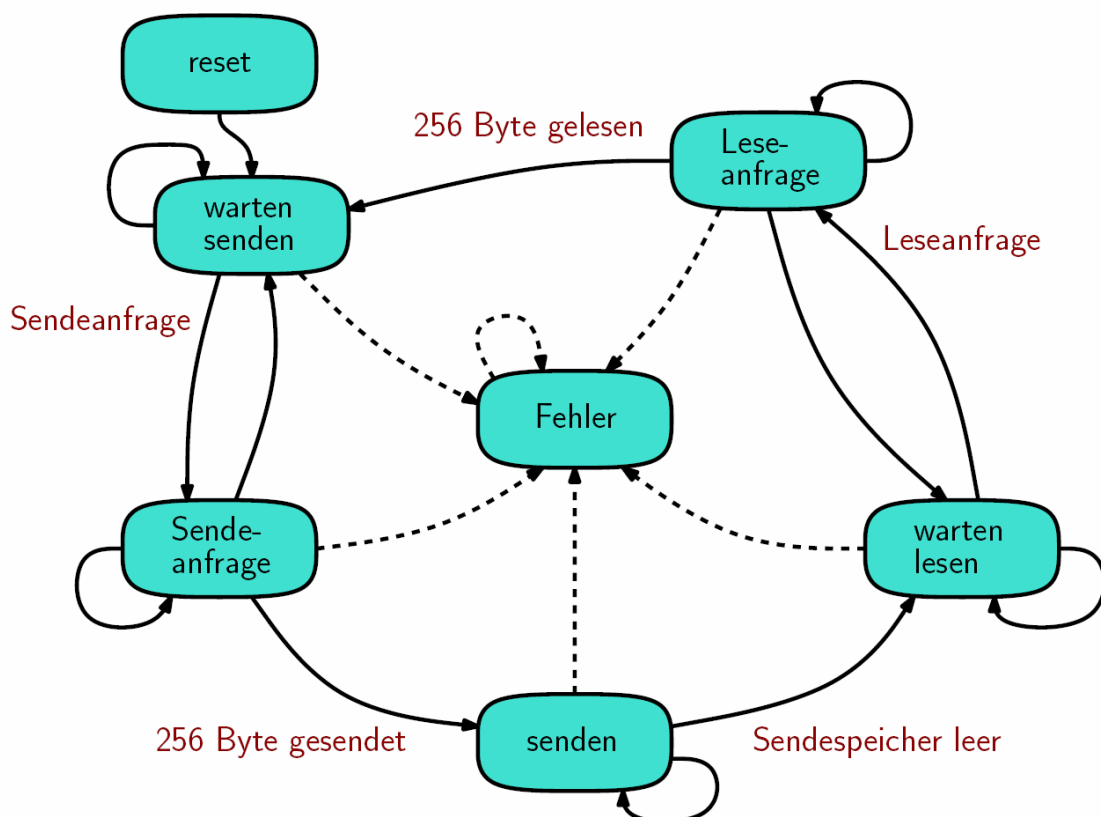 reset
256 Byte gelesen
Lese-
anfrage
warten
senden
Leseanfrage
Sendeanfrage
Fehler
Sende-
anfrage
warten
lesen
256 Byte gesendet
senden
Sendespeicher leer